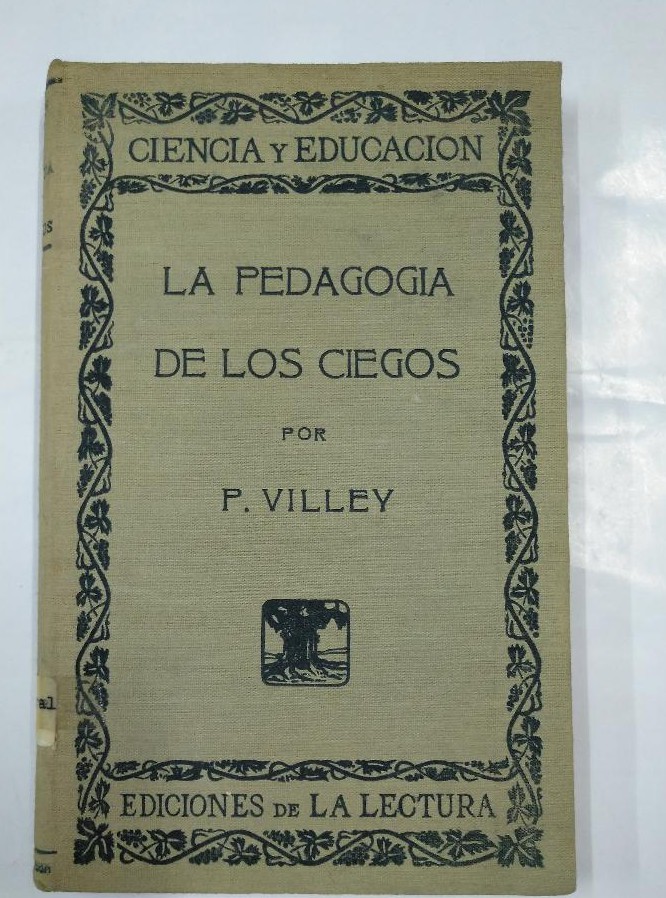 CIENCIA Y EDUCACION
LA PEDAGOGIA
DE LOS CIEGOS
POR
P. VILLEY
EDICIONES DE LA LECTURA